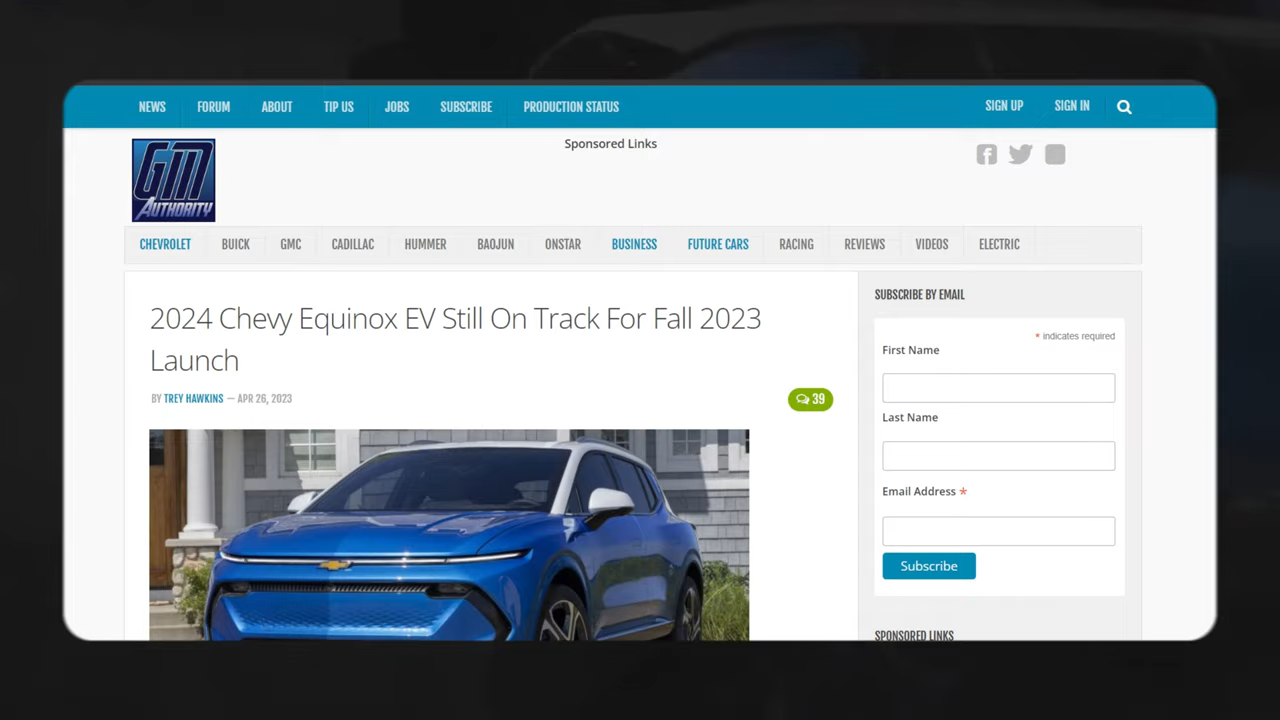 NEWS FORUM ABOUT TIP US JOBS SUBSCRIBE PRODUCTION STATUS SIGN UP SIGN IN
Sponsored Links
GM
AUTHORITY
CHEVROLET BUICK GMC CADILLAC HUMMER BAOJUN ONSTAR BUSINESS FUTURE CARS RACING REVIEWS VIDEOS ELECTRIC
2024 Chevy Equinox EV Still On Track For Fall 2023
Launch
BY TREY HAWKINS — APR 26, 2023
39
SUBSCRIBE BY EMAIL
* indicates required
First Name
Last Name
Email Address *
Subscribe
SPONSORED LINKS